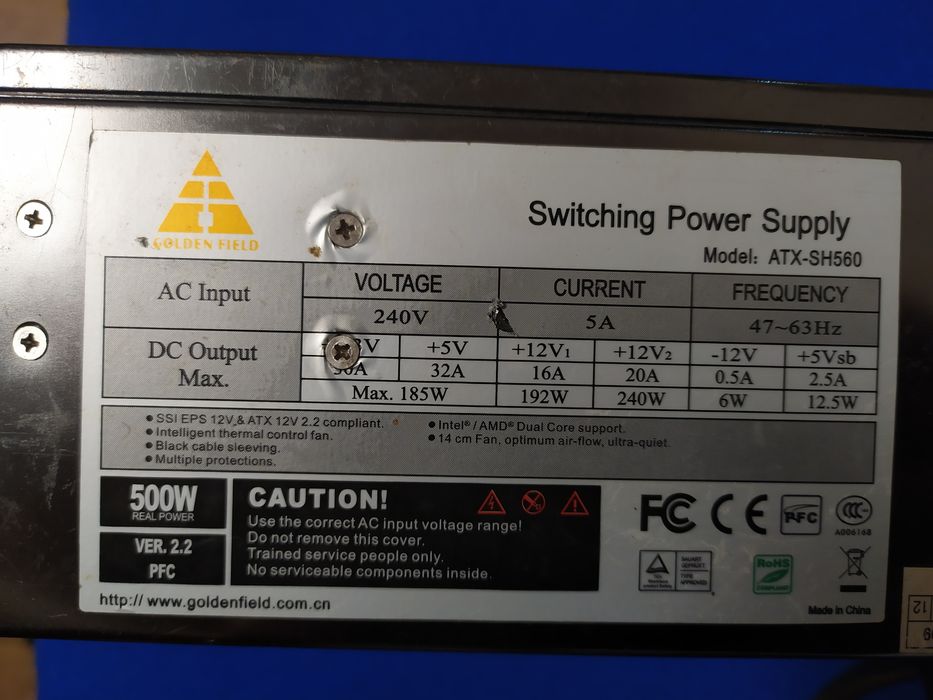 GOLDEN FIELD
Switching Power Supply
Model: ATX-SH560
AC Input
VOLTAGE
CURRENT
FREQUENCY
240V
5A
47~63Hz
DC Output
Max.
+5V
+12V1
+12V2
-12V
+5Vsb
32A
16A
20A
0.5A
2.5A
Max. 185W
192W
240W
6W
12.5W
SSI EPS 12V & ATX 12V 2.2 compliant.
Intelligent thermal control fan.
Black cable sleeving.
Multiple protections.
Intel® / AMD® Dual Core support.
14 cm Fan, optimum air-flow, ultra-quiet.
500W
REAL POWER
VER. 2.2
PFC
CAUTION!
Use the correct AC input voltage range!
Do not remove this cover.
Trained service people only.
No serviceable components inside.
FC CE PFC CCC
A006168
RoHS
COMPLIANT
http:// www.goldenfield.com.cn
Made in China
12